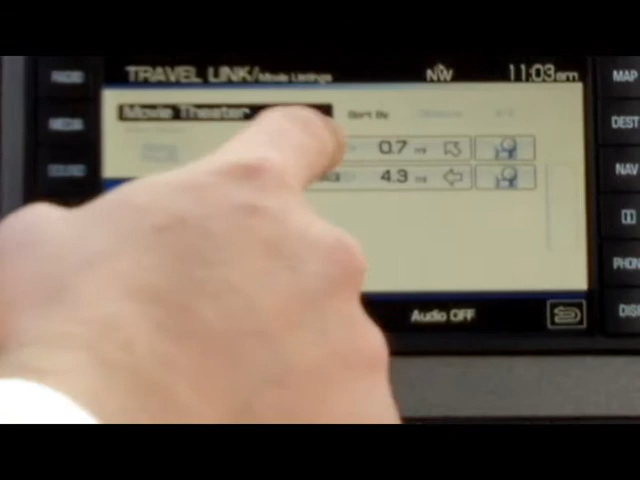 RADIO
TRAVEL LINK/Movie Listings
NW
11:03am
MAP
MEDIA
Movie Theater
Sort By
DEST
SOUND
0.7 mi
NAV
4.3 mi
PHON
Audio OFF
DISP